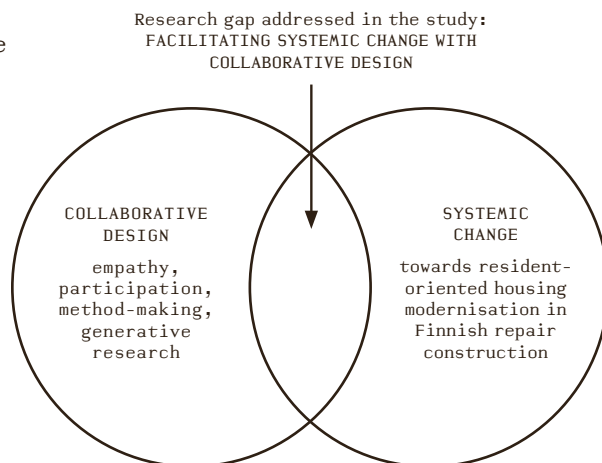 Research gap addressed in the study:
FACILITATING SYSTEMIC CHANGE WITH
COLLABORATIVE DESIGN
e
COLLABORATIVE
DESIGN
empathy,
participation,
method-making,
generative
research
SYSTEMIC
CHANGE
towards resident-
oriented housing
modernisation in
Finnish repair
construction